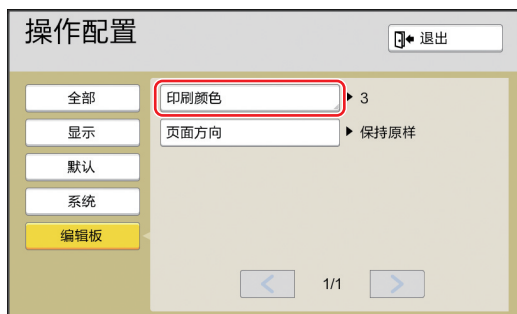 操作配置
退出
全部
显示
默认
系统
编辑板
印刷颜色 3
页面方向 保持原样
1/1